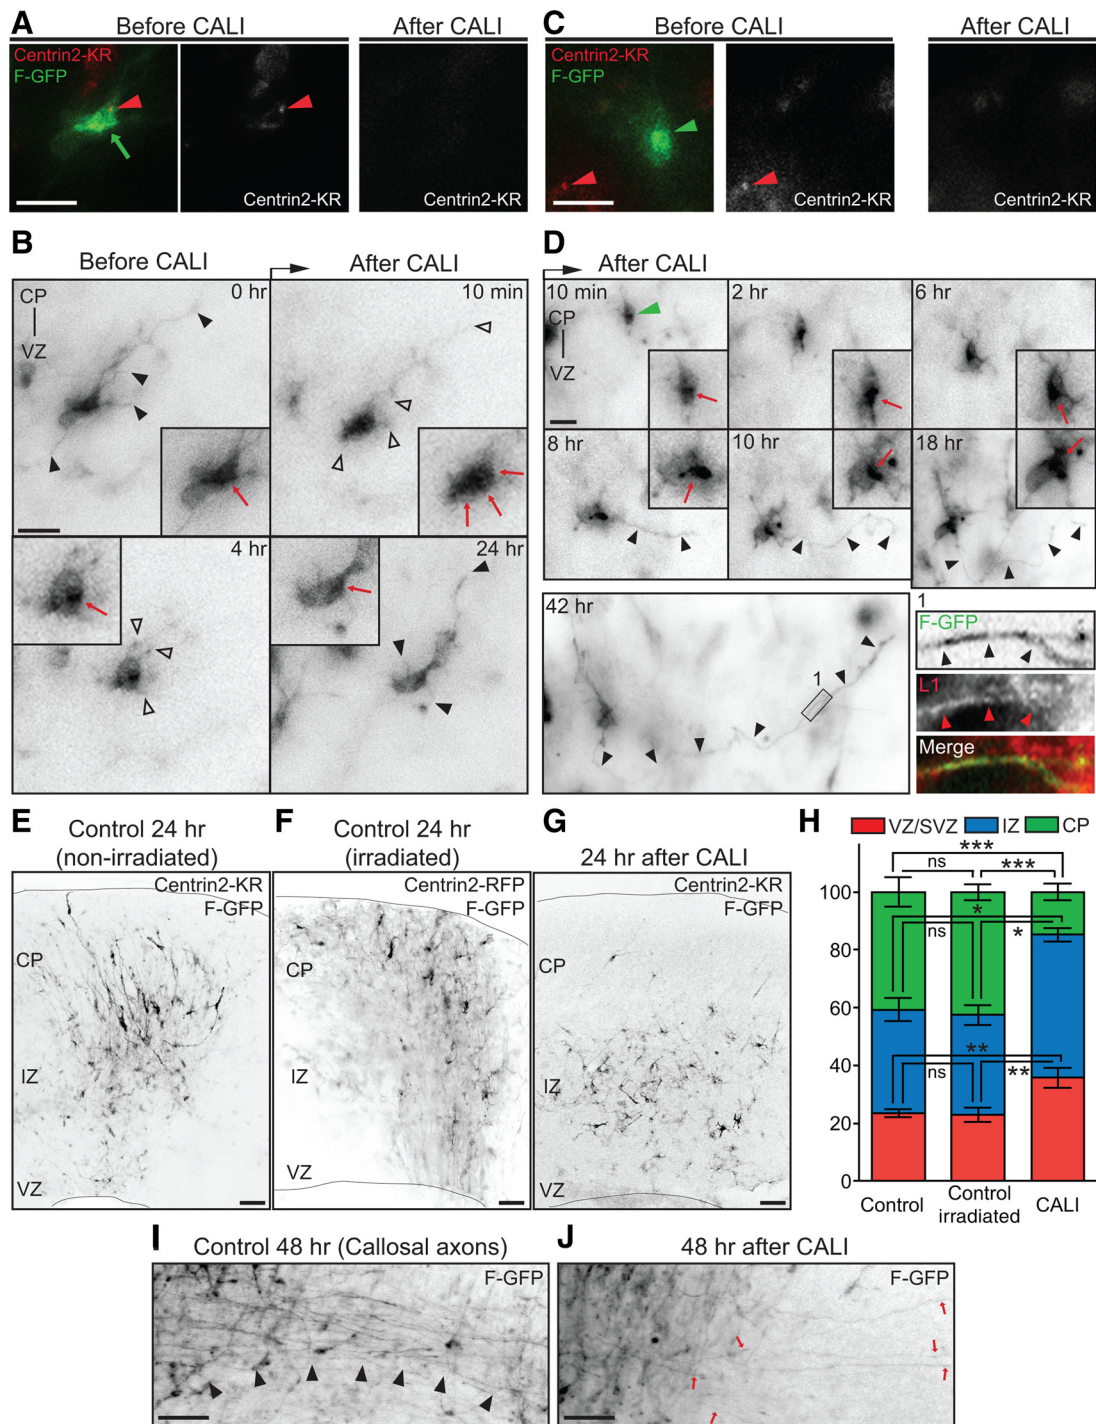 A
Before CALI
After CALI
Centrin2-KR
F-GFP
Centrin2-KR
Centrin2-KR
C
Before CALI
After CALI
Centrin2-KR
F-GFP
Centrin2-KR
Centrin2-KR
B
Before CALI
After CALI
CP
VZ
0 hr
10 min
4 hr
24 hr
D
After CALI
10 min
CP
VZ
2 hr
6 hr
8 hr
10 hr
18 hr
42 hr
1
1
F-GFP
L1
Merge
E
Control 24 hr
(non-irradiated)
Centrin2-KR
F-GFP
CP
IZ
VZ
F
Control 24 hr
(irradiated)
Centrin2-RFP
F-GFP
CP
IZ
VZ
G
24 hr after CALI
Centrin2-KR
F-GFP
CP
IZ
VZ
H
VZ/SVZ IZ CP
***
ns ***
100
*
ns *
80
60
**
ns **
40
20
0
Control Control irradiated CALI
I
Control 48 hr (Callosal axons)
F-GFP
J
48 hr after CALI
F-GFP